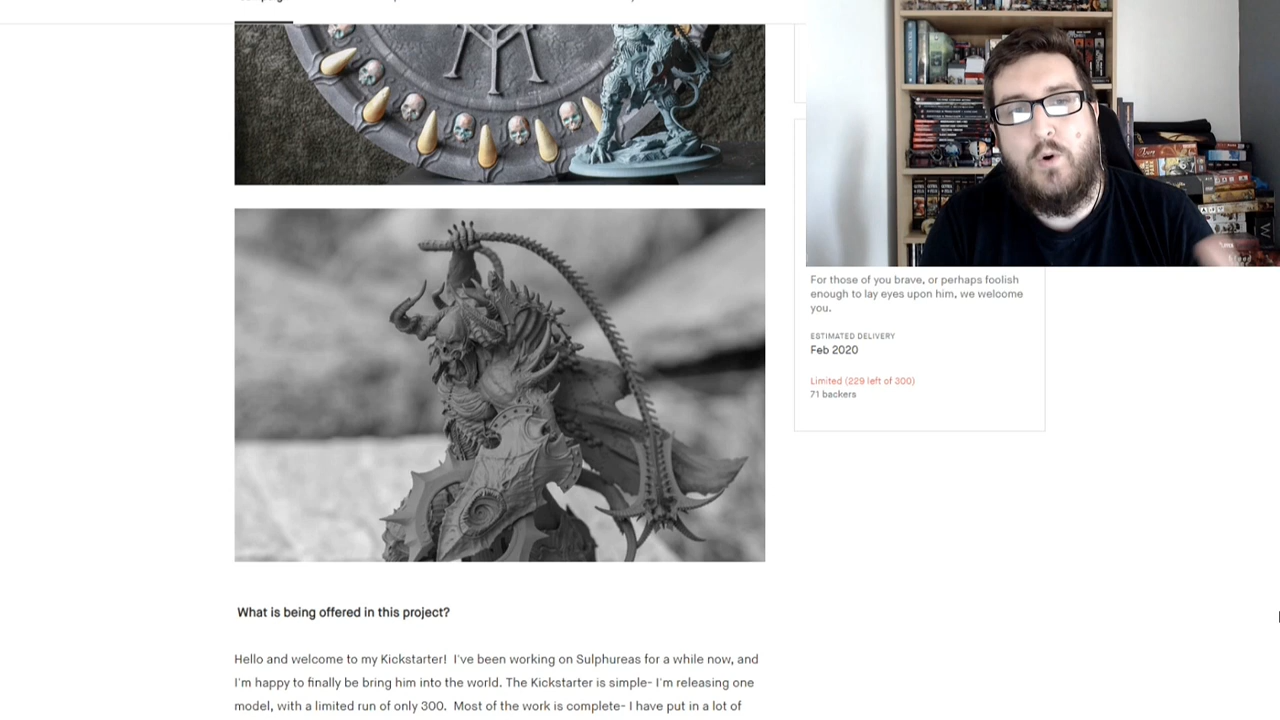 For those of you brave, or perhaps foolish
enough to lay eyes upon him, we welcome
you.
ESTIMATED DELIVERY
Feb 2020
Limited (229 left of 300)
71 backers
What is being offered in this project?
Hello and welcome to my Kickstarter! I've been working on Sulphureas for a while now, and
I'm happy to finally be bring him into the world. The Kickstarter is simple- I'm releasing one
model, with a limited run of only 300. Most of the work is complete- I have put in a lot of